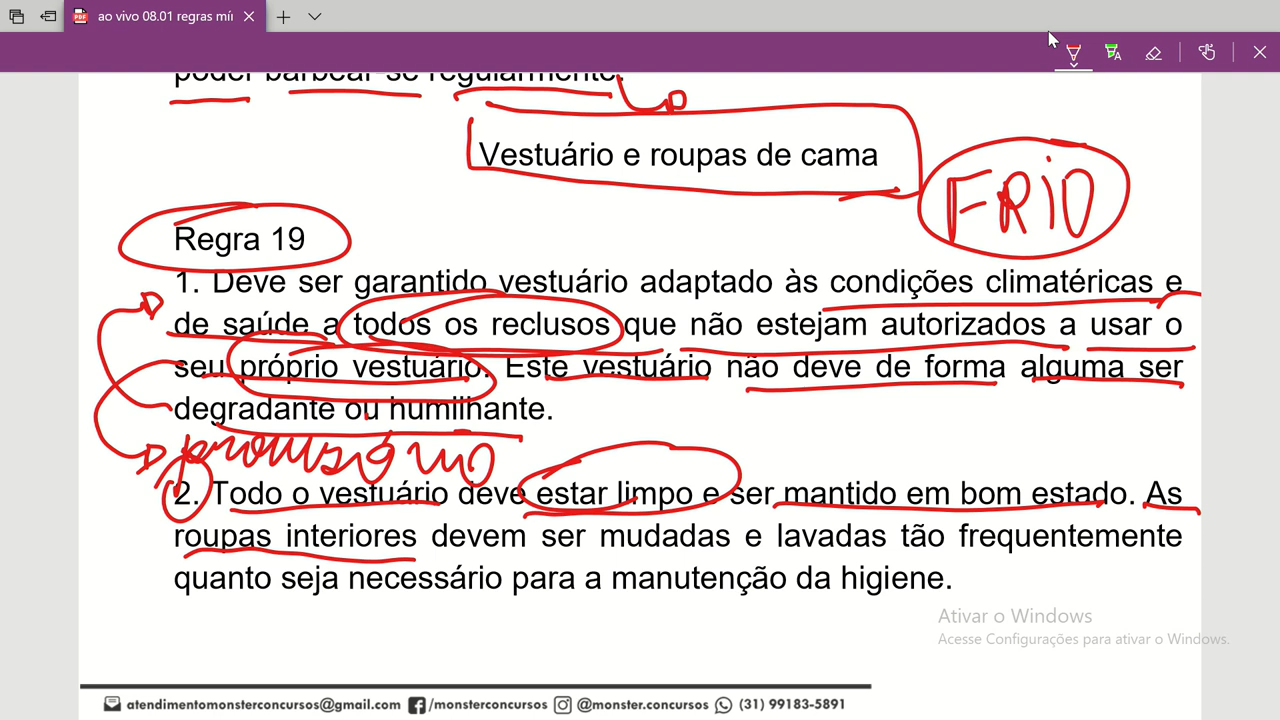 ao vivo 08.01 regras mí
poder barbear-se regularmente.
Vestuário e roupas de cama
FRIO
Regra 19
1. Deve ser garantido vestuário adaptado às condições climatéricas e
de saúde a todos os reclusos que não estejam autorizados a usar o
seu próprio vestuário. Este vestuário não deve de forma alguma ser
degradante ou humilhante.
provisório
2. Todo o vestuário deve estar limpo e ser mantido em bom estado. As
roupas interiores devem ser mudadas e lavadas tão frequentemente
quanto seja necessário para a manutenção da higiene.
Ativar o Windows
Acesse Configurações para ativar o Windows.
atendimentomonsterconcursos@gmail.com /monsterconcursos @monster.concursos (31) 99183-5891